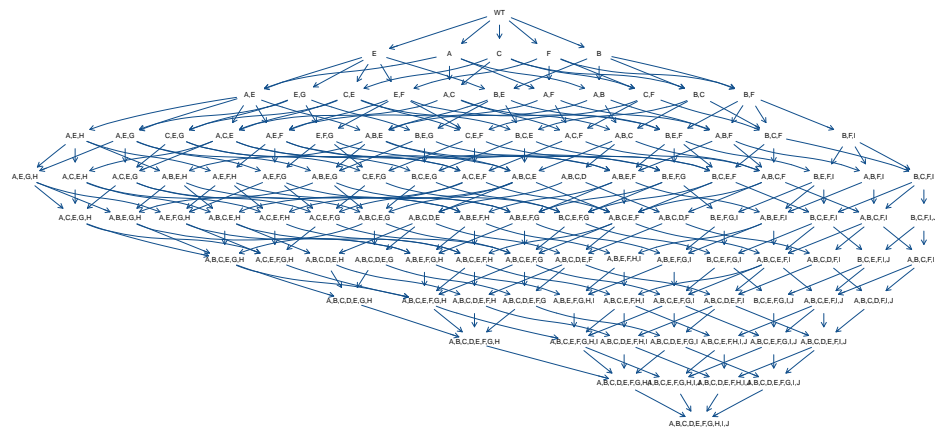 WT
E A C F B
A,E E,G C,E E,F A,C B,E A,F A,B C,F B,C B,F
A,E,H A,E,G C,E,G A,C,E A,E,F E,F,G A,B,E B,E,G C,E,F B,C,E A,C,F A,B,C B,E,F A,B,F B,C,F B,F,I
A,E,G,H A,C,E,H A,C,E,G A,B,E,H A,E,F,H A,E,F,G A,B,E,G C,E,F,G B,C,E,G A,C,E,F A,B,C,E A,B,C,D A,B,E,F B,E,F,G B,C,E,F A,B,C,F B,E,F,I A,B,F,I B,C,F,I
A,C,E,G,H A,B,E,G,H A,E,F,G,H A,B,C,E,H A,C,E,F,H A,C,E,F,G A,B,C,E,G A,B,C,D,E A,B,E,F,H A,B,E,F,G B,C,E,F,G A,B,C,E,F A,B,C,D,F B,E,F,G,I A,B,E,F,I B,C,E,F,I A,B,C,F,I B,C,F,I,J
A,B,C,E,G,H A,C,E,F,G,H A,B,C,D,E,H A,B,C,D,E,G A,B,E,F,G,H A,B,C,E,F,H A,B,C,E,F,G A,B,C,D,E,F A,B,E,F,H,I A,B,E,F,G,I B,C,E,F,G,I A,B,C,E,F,I A,B,C,D,F,I B,C,E,F,I,J
A,B,C,D,E,G,H A,B,C,E,F,G,H A,B,C,D,E,F,H A,B,C,D,E,F,G A,B,E,F,G,H,I A,B,C,E,F,H,I A,B,C,E,F,G,I A,B,C,D,E,F,I B,C,E,F,G,I,J A,B,C,E,F,I,J A,B,C,D,F,I,J
A,B,C,D,E,F,G,H A,B,C,E,F,G,H,I A,B,C,D,E,F,H,I A,B,C,D,E,F,G,I A,B,C,E,F,H,I,J A,B,C,E,F,G,I,J A,B,C,D,E,F,I,J
A,B,C,D,E,F,G,H,I A,B,C,E,F,G,H,I,J A,B,C,D,E,F,H,I,J A,B,C,D,E,F,G,I,J
A,B,C,D,E,F,G,H,I,J